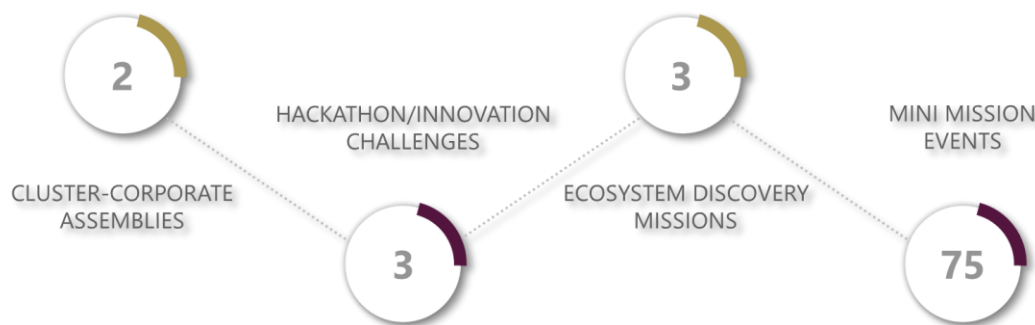 2
CLUSTER-CORPORATE
ASSEMBLIES
HACKATHON/INNOVATION
CHALLENGES
3
3
ECOSYSTEM DISCOVERY
MISSIONS
MINI MISSION
EVENTS
75